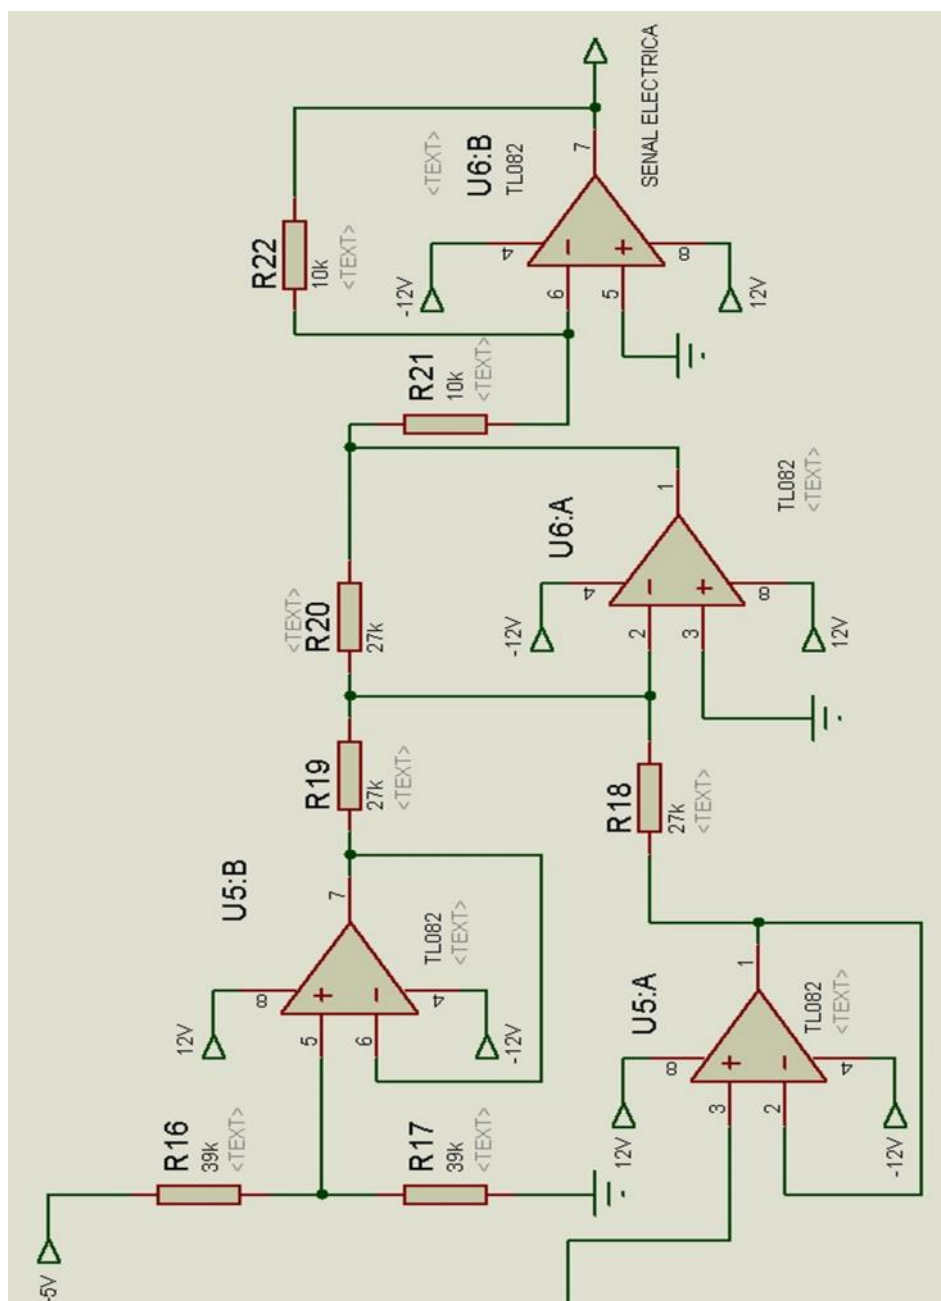 SENAL ELECTRICA
<TEXT>
U6:B
TL082
7
R22
10k
<TEXT>
-12V
4
-
+
8
12V
6
5
R21
10k
<TEXT>
1
TL082
<TEXT>
U6:A
<TEXT>
R20
27k
-12V
4
-
+
8
12V
2
3
R19
27k
<TEXT>
R18
27k
<TEXT>
U5:B
7
TL082
<TEXT>
12V
8
+
-
4
-12V
5
6
U5:A
1
TL082
<TEXT>
12V
8
+
-
4
-12V
3
2
R16
39k
<TEXT>
R17
39k
<TEXT>
-5V